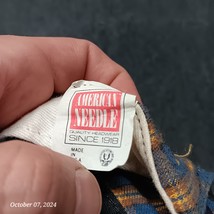 AMERICAN
NEEDLE
QUALITY HEADWEAR
SINCE 1918
MADE
IN
October 07, 2024